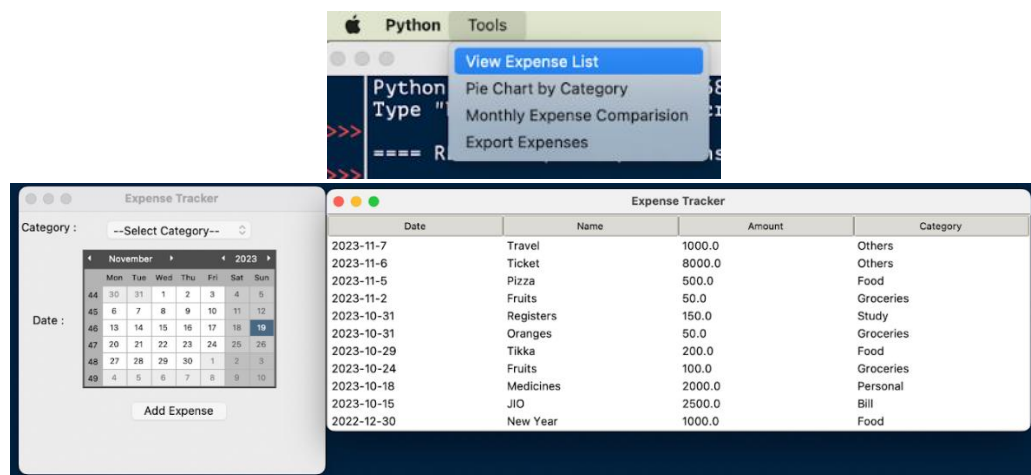 Python Tools
View Expense List
Python
Pie Chart by Category
Type "
Monthly Expense Comparision
>>>
Export Expenses
==== R
>>>
Expense Tracker
Category : --Select Category--
November 2023
Mon Tue Wed Thu Fri Sat Sun
44 30 31 1 2 3 4 5
45 6 7 8 9 10 11 12
Date :
46 13 14 15 16 17 18 19
47 20 21 22 23 24 25 26
48 27 28 29 30 1 2 3
49 4 5 6 7 8 9 10
Add Expense
Expense Tracker
Date Name Amount Category
2023-11-7 Travel 1000.0 Others
2023-11-6 Ticket 8000.0 Others
2023-11-5 Pizza 500.0 Food
2023-11-2 Fruits 50.0 Groceries
2023-10-31 Registers 150.0 Study
2023-10-31 Oranges 50.0 Groceries
2023-10-29 Tikka 200.0 Food
2023-10-24 Fruits 100.0 Groceries
2023-10-18 Medicines 2000.0 Personal
2023-10-15 JIO 2500.0 Bill
2022-12-30 New Year 1000.0 Food